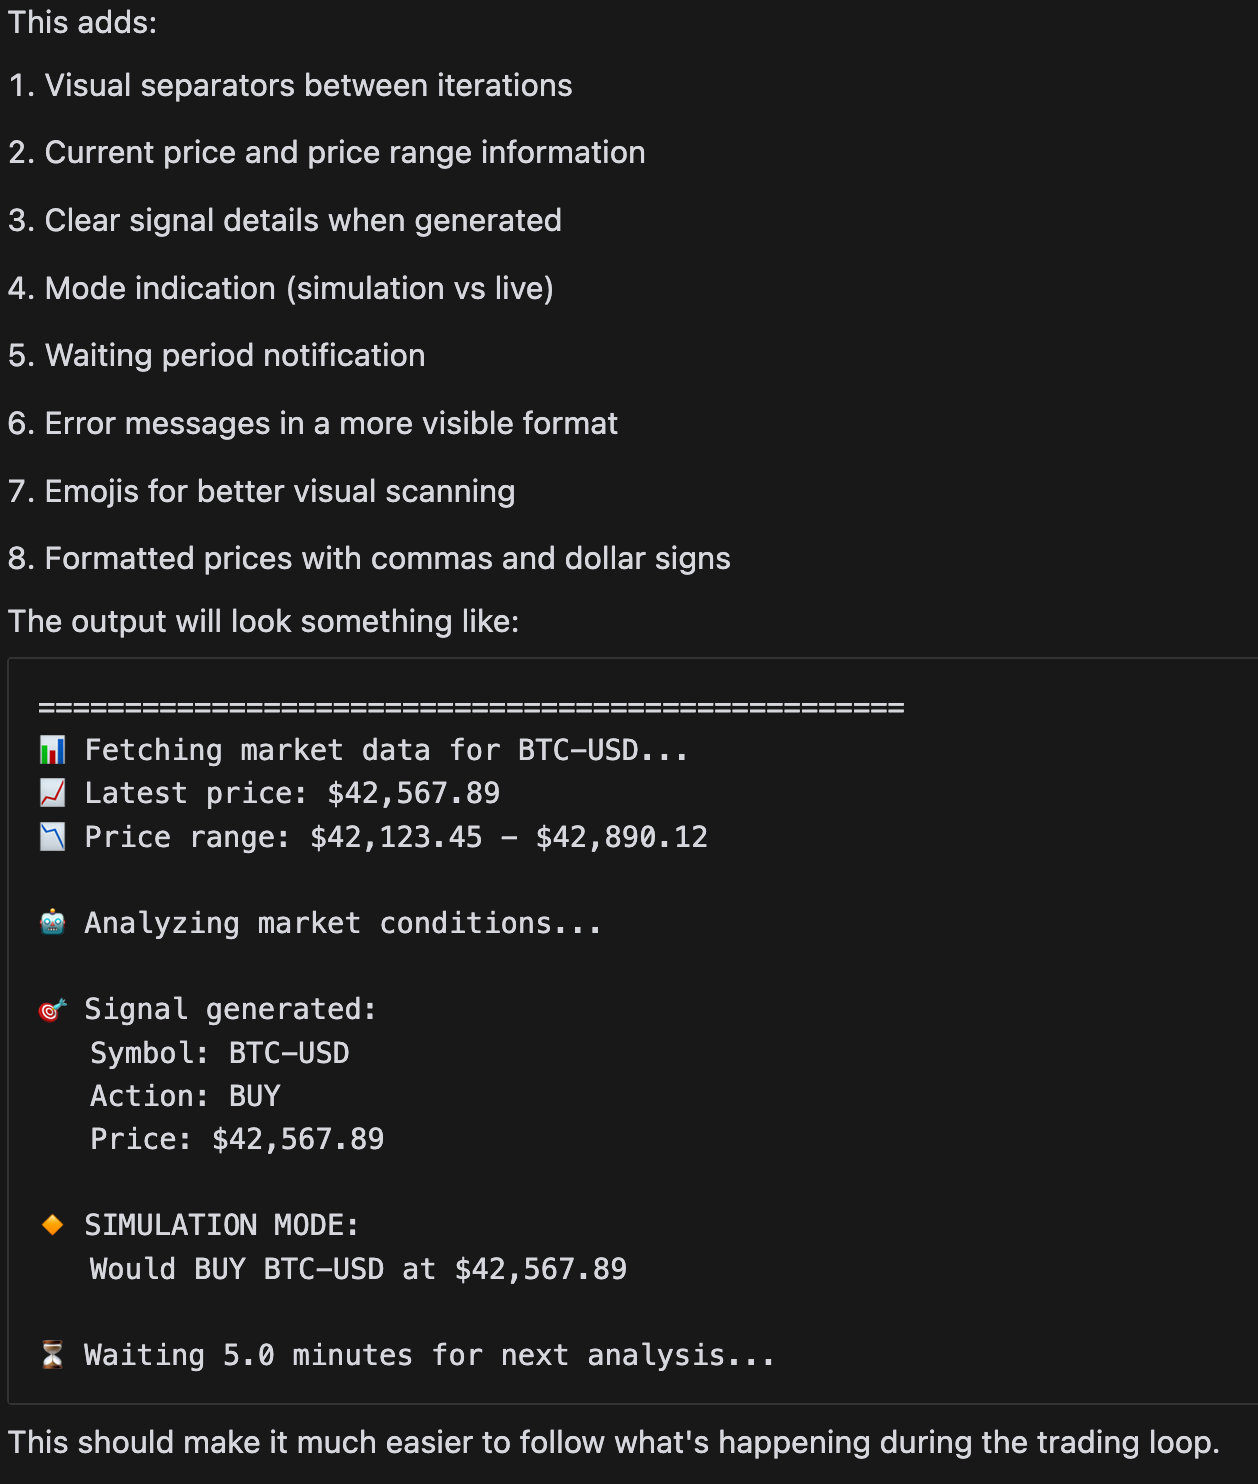 This adds:
1. Visual separators between iterations
2. Current price and price range information
3. Clear signal details when generated
4. Mode indication (simulation vs live)
5. Waiting period notification
6. Error messages in a more visible format
7. Emojis for better visual scanning
8. Formatted prices with commas and dollar signs
The output will look something like:
==================================================
📊 Fetching market data for BTC-USD...
📈 Latest price: $42,567.89
📉 Price range: $42,123.45 - $42,890.12
🤖 Analyzing market conditions...
🎯 Signal generated:
Symbol: BTC-USD
Action: BUY
Price: $42,567.89
🔸 SIMULATION MODE:
Would BUY BTC-USD at $42,567.89
⏳ Waiting 5.0 minutes for next analysis...
This should make it much easier to follow what's happening during the trading loop.